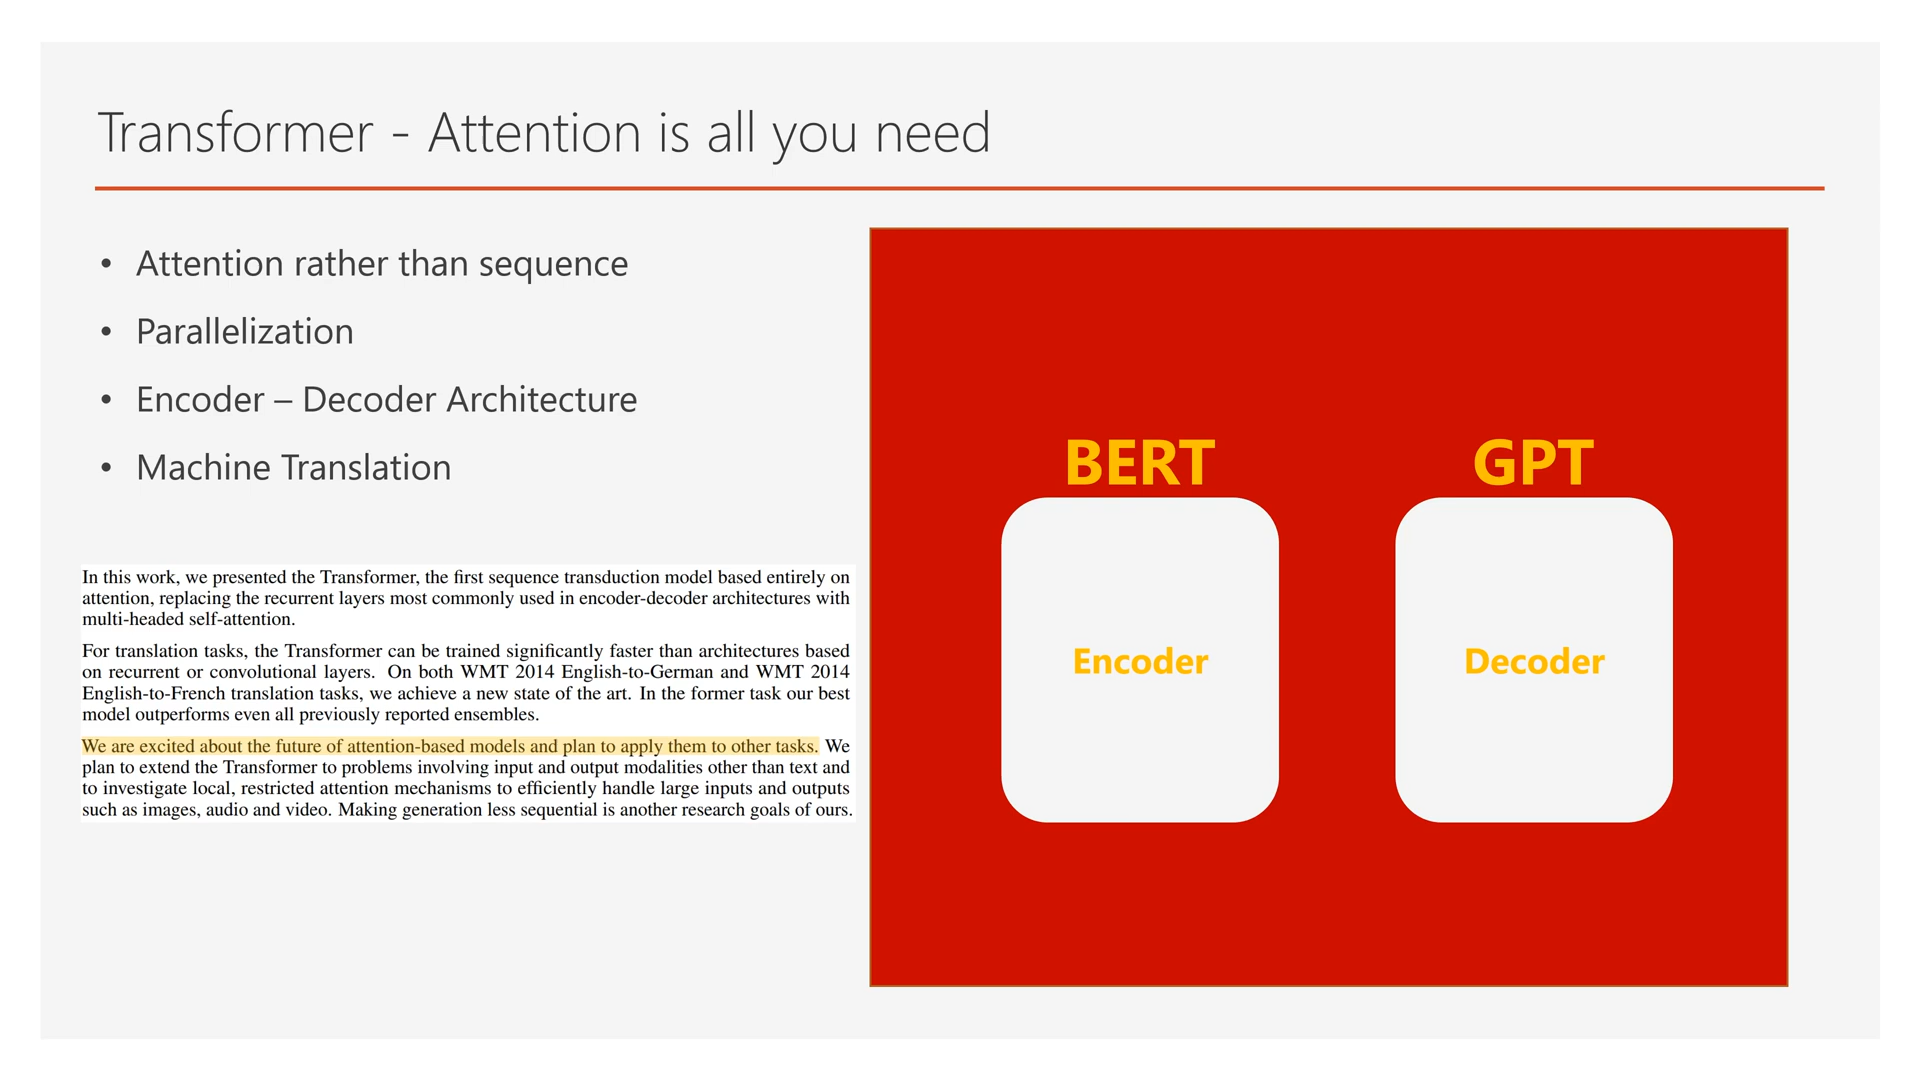 Transformer - Attention is all you need
• Attention rather than sequence
• Parallelization
• Encoder – Decoder Architecture
• Machine Translation
In this work, we presented the Transformer, the first sequence transduction model based entirely on
attention, replacing the recurrent layers most commonly used in encoder-decoder architectures with
multi-headed self-attention.
For translation tasks, the Transformer can be trained significantly faster than architectures based
on recurrent or convolutional layers. On both WMT 2014 English-to-German and WMT 2014
English-to-French translation tasks, we achieve a new state of the art. In the former task our best
model outperforms even all previously reported ensembles.
We are excited about the future of attention-based models and plan to apply them to other tasks. We
plan to extend the Transformer to problems involving input and output modalities other than text and
to investigate local, restricted attention mechanisms to efficiently handle large inputs and outputs
such as images, audio and video. Making generation less sequential is another research goals of ours.
BERT
GPT
Encoder
Decoder